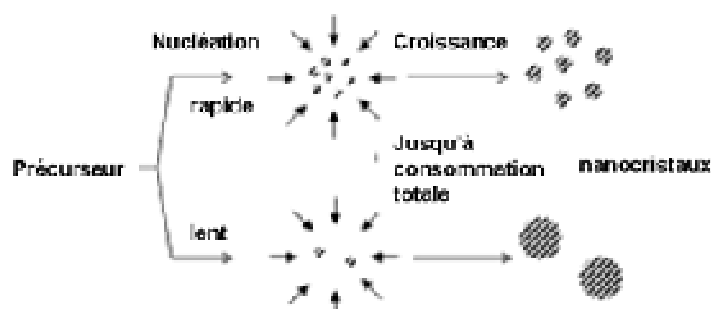 Nucléation
Croissance
rapide
Précurseur
Jusqu'à
consommation
totale
nanocristaux
lent